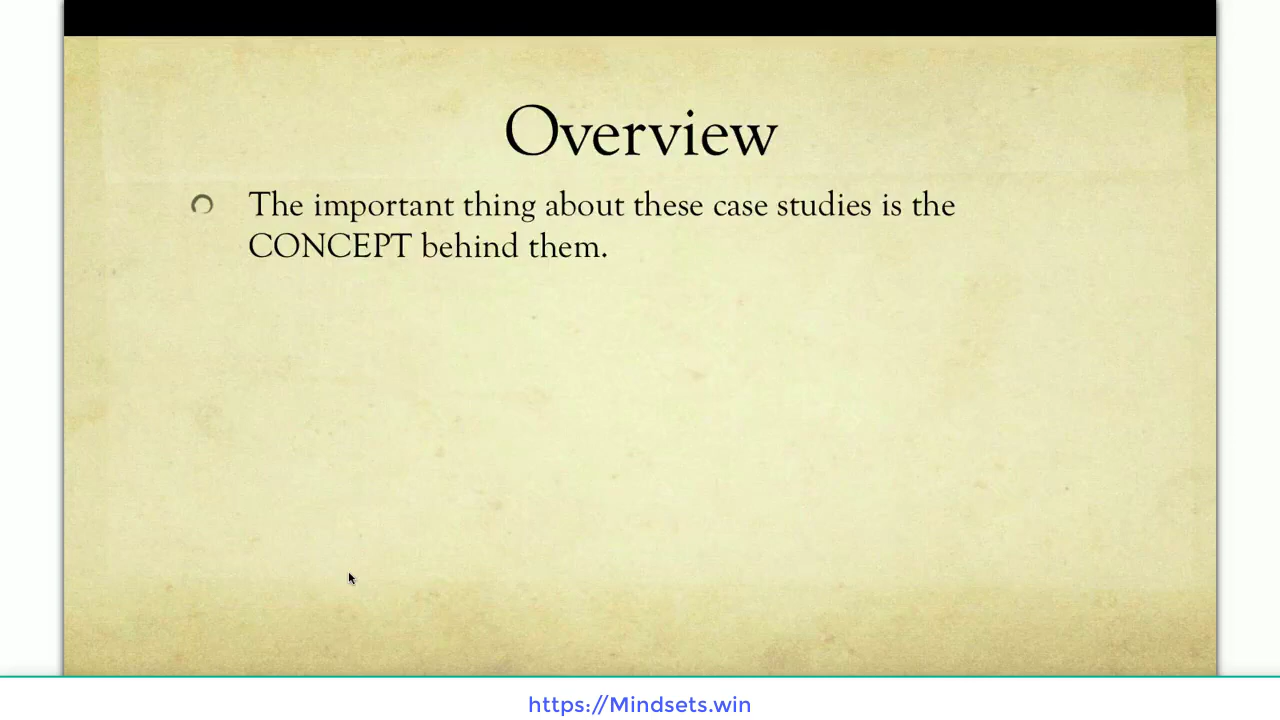 Overview
The important thing about these case studies is the
CONCEPT behind them.
https://Mindsets.win